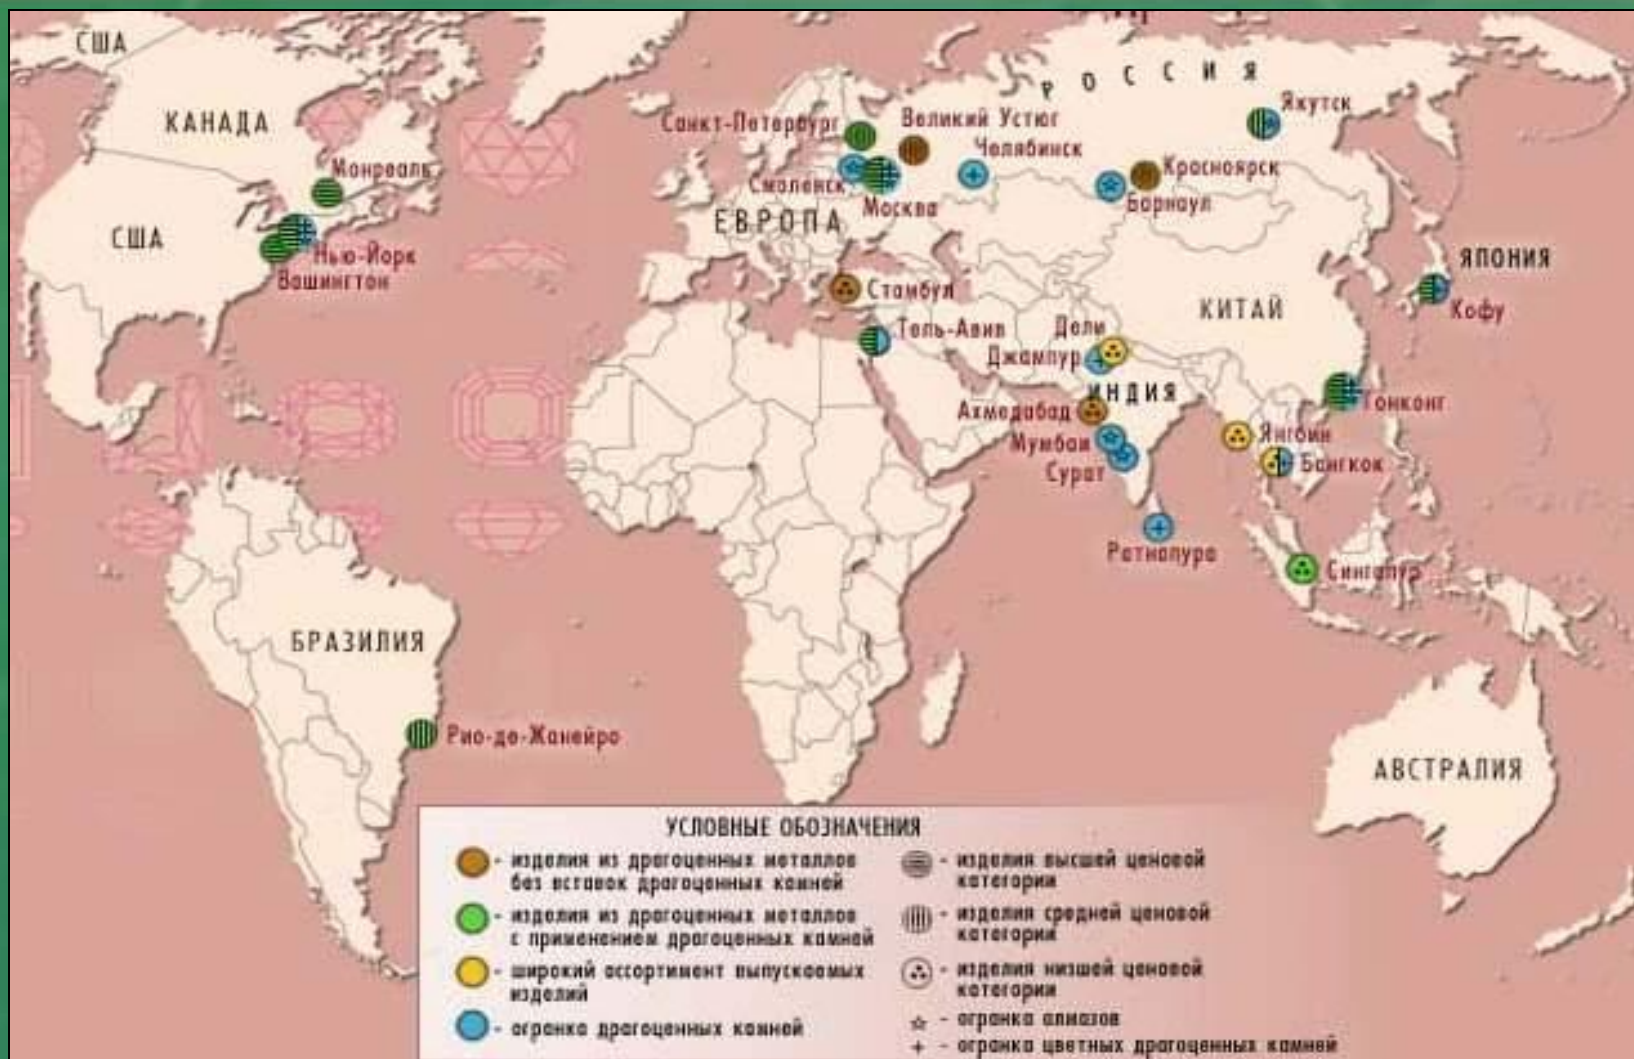 США
КАНАДА
Монреаль
США
Нью-Йорк
Вашингтон
БРАЗИЛИЯ
Рио-де-Жанейро
РОССИЯ
Санкт-Петербург
Великий Устюг
Челябинск
Смоленск
Москва
Якутск
Красноярск
Барнаул
ЕВРОПА
Стамбул
Тель-Авив
ЯПОНИЯ
Кофу
КИТАЙ
Дели
Джампур
ИНДИЯ
Ахмедабад
Мумбаи
Сурат
Ратнапура
Гонконг
Янгбин
Бангкок
Сингапур
АВСТРАЛИЯ
УСЛОВНЫЕ ОБОЗНАЧЕНИЯ
- изделия из драгоценных металлов
без вставок драгоценных камней
- изделия из драгоценных металлов
с применением драгоценных камней
- широкий ассортимент выпускаемых
изделий
- огранка драгоценных камней
- изделия высшей ценовой
категории
- изделия средней ценовой
категории
- изделия низшей ценовой
категории
- огранка алмазов
- огранка цветных драгоценных камней